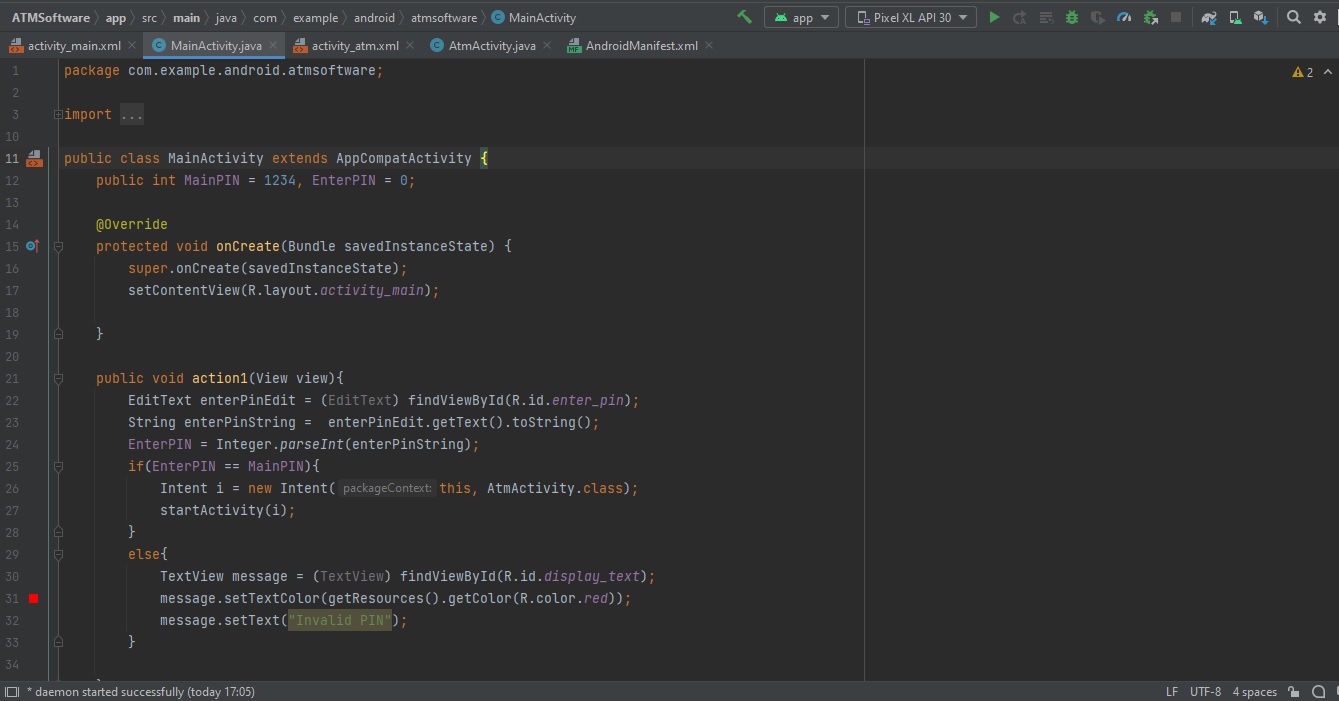 ATMSoftware app src main java com example android atmsoftware MainActivity app Pixel XL API 30
activity_main.xml MainActivity.java activity_atm.xml AtmActivity.java AndroidManifest.xml
1 package com.example.android.atmsoftware; 2
2
3 import ...
10
11 public class MainActivity extends AppCompatActivity {
12 public int MainPIN = 1234, EnterPIN = 0;
13
14 @Override
15 protected void onCreate(Bundle savedInstanceState) {
16 super.onCreate(savedInstanceState);
17 setContentView(R.layout.activity_main);
18
19 }
20
21 public void action1(View view){
22 EditText enterPinEdit = (EditText) findViewById(R.id.enter_pin);
23 String enterPinString =  enterPinEdit.getText().toString();
24 EnterPIN = Integer.parseInt(enterPinString);
25 if(EnterPIN == MainPIN){
26 Intent i = new Intent( packageContext: this, AtmActivity.class);
27 startActivity(i);
28 }
29 else{
30 TextView message = (TextView) findViewById(R.id.display_text);
31 message.setTextColor(getResources().getColor(R.color.red));
32 message.setText("Invalid PIN");
33 }
34
* daemon started successfully (today 17:05) LF UTF-8 4 spaces